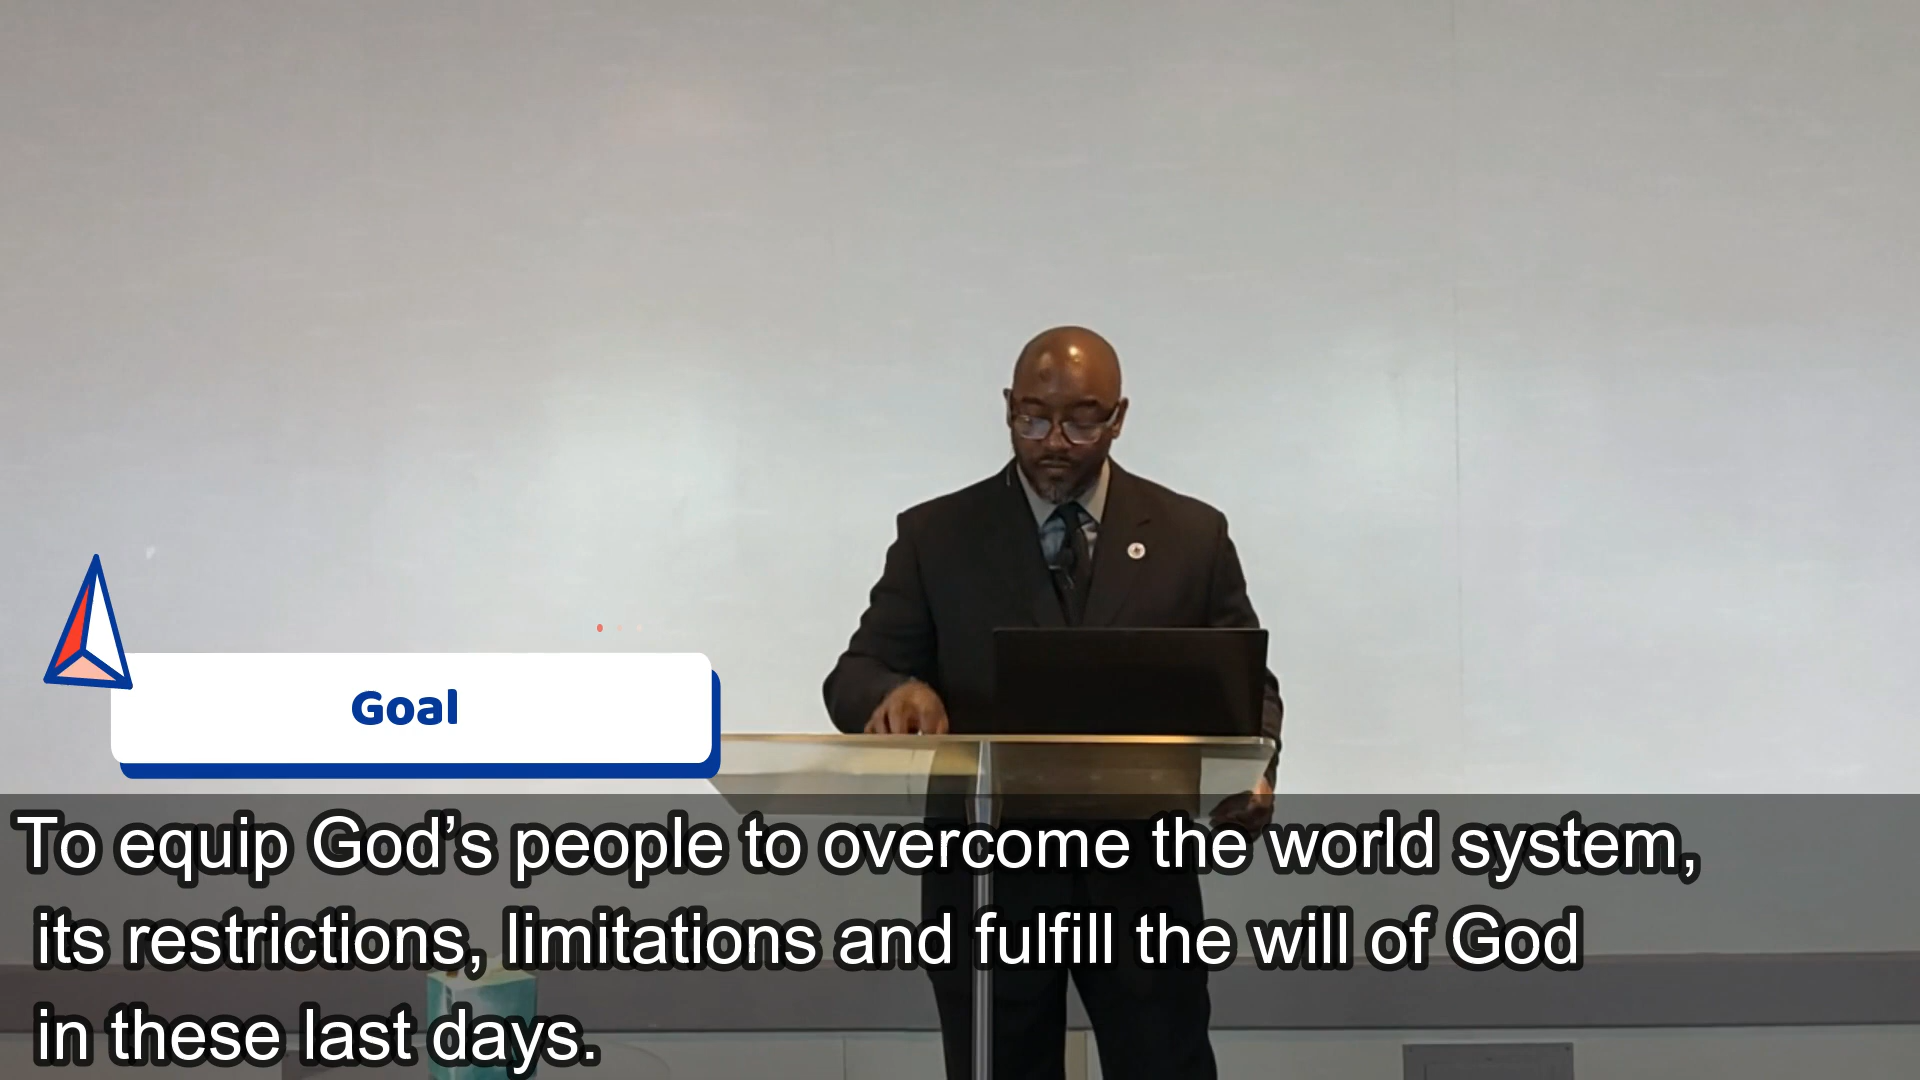 Goal
To equip God’s people to overcome the world system,
its restrictions, limitations and fulfill the will of God
in these last days.